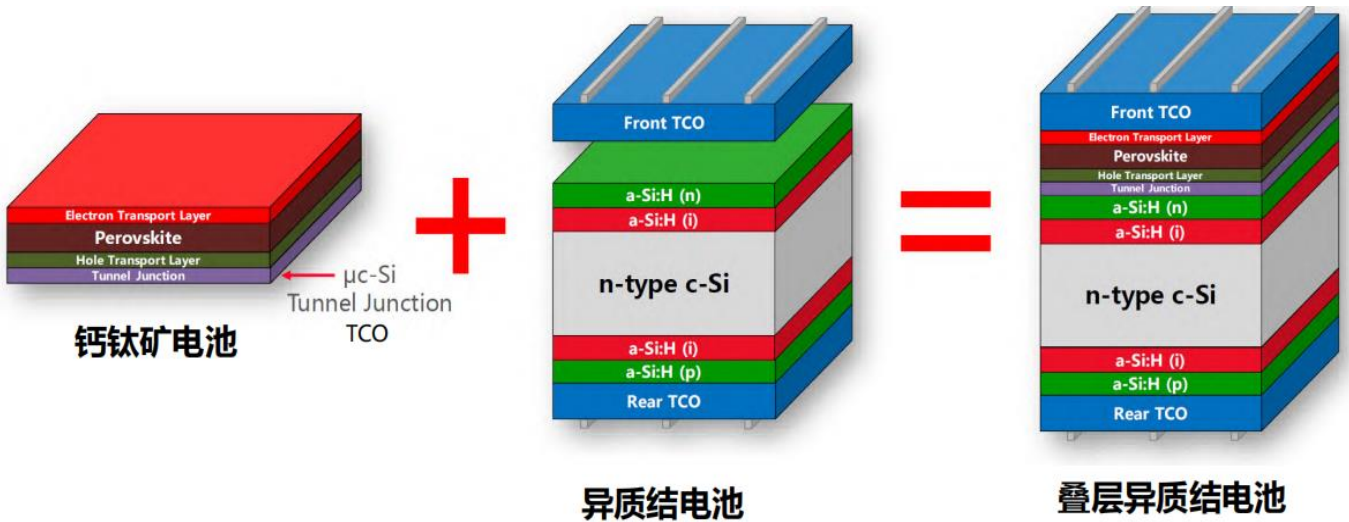 Electron Transport Layer
Perovskite
Hole Transport Layer
Tunnel Junction
μc-Si
Tunnel Junction
TCO
钙钛矿电池
Front TCO
a-Si:H (n)
a-Si:H (i)
n-type c-Si
a-Si:H (i)
a-Si:H (p)
Rear TCO
异质结电池
Front TCO
Electron Transport Layer
Perovskite
Hole Transport Layer
Tunnel Junction
a-Si:H (n)
a-Si:H (i)
n-type c-Si
a-Si:H (i)
a-Si:H (p)
Rear TCO
叠层异质结电池